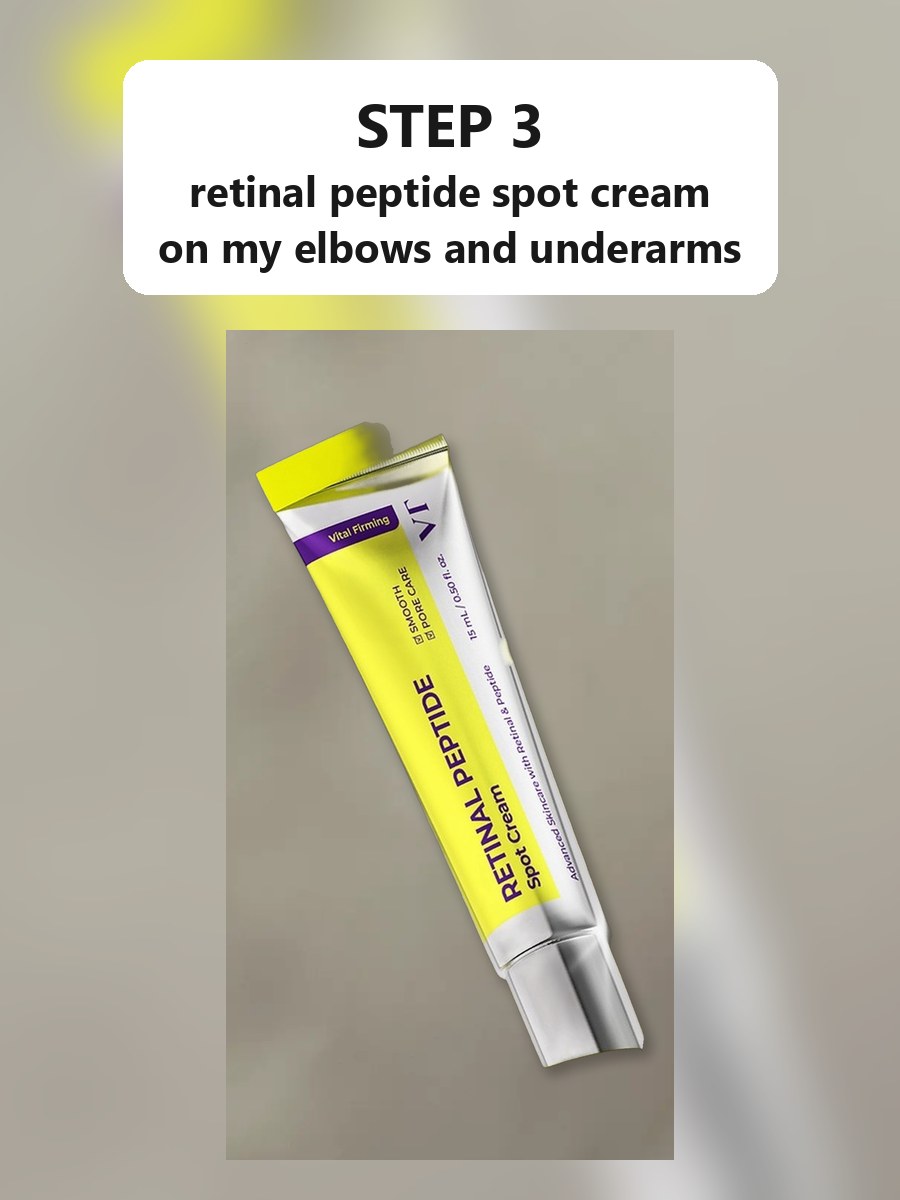 STEP 3
retinal peptide spot cream
on my elbows and underarms
Vital Firming
VT
☑ SMOOTH
☑ PORE CARE
15 mL / 0.50 fl. oz.
RETINAL PEPTIDE
Spot Cream
Advanced Skincare with Retinal & Peptide